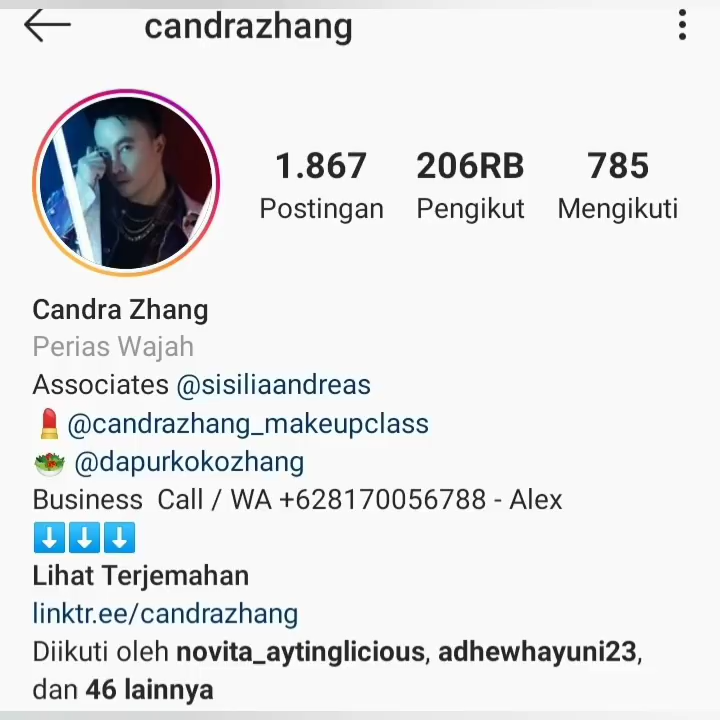 candrazhang
1.867 206RB 785
Postingan Pengikut Mengikuti
Candra Zhang
Perias Wajah
Associates @sisiliaandreas
💄 @candrazhang_makeupclass
🥗 @dapurkokozhang
Business Call / WA +628170056788 - Alex
⬇️⬇️⬇️
Lihat Terjemahan
linktr.ee/candrazhang
Diikuti oleh novita_aytinglicious, adhewhayuni23,
dan 46 lainnya